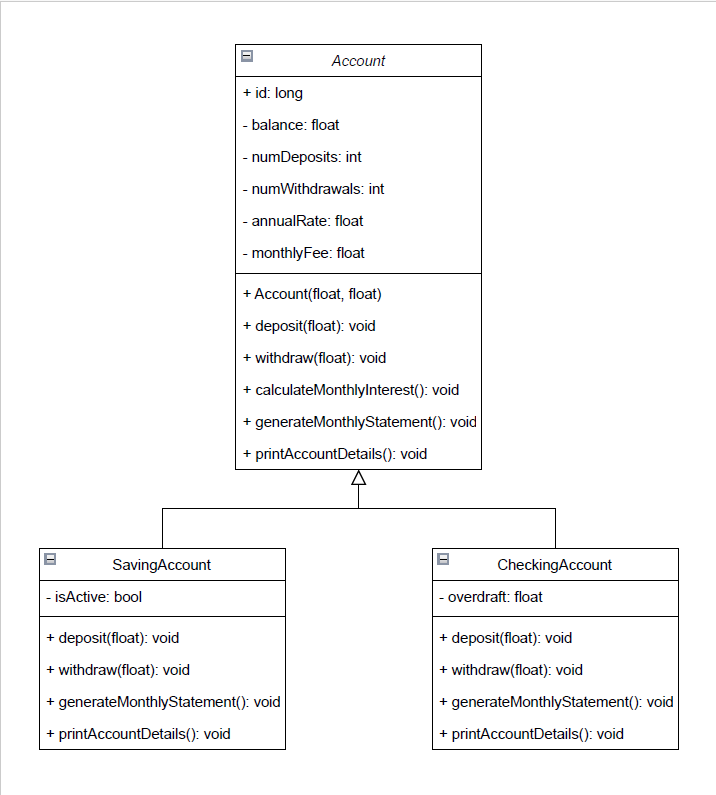 Account
+ id: long
- balance: float
- numDeposits: int
- numWithdrawals: int
- annualRate: float
- monthlyFee: float
+ Account(float, float)
+ deposit(float): void
+ withdraw(float): void
+ calculateMonthlyInterest(): void
+ generateMonthlyStatement(): void
+ printAccountDetails(): void
SavingAccount
- isActive: bool
+ deposit(float): void
+ withdraw(float): void
+ generateMonthlyStatement(): void
+ printAccountDetails(): void
CheckingAccount
- overdraft: float
+ deposit(float): void
+ withdraw(float): void
+ generateMonthlyStatement(): void
+ printAccountDetails(): void